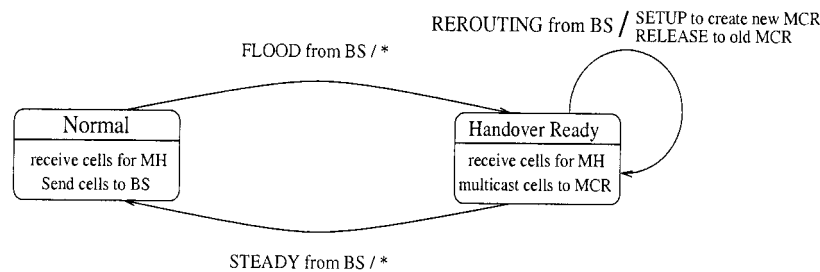 REROUTING from BS / SETUP to create new MCR
RELEASE to old MCR
FLOOD from BS / *
Normal
receive cells for MH
Send cells to BS
Handover Ready
receive cells for MH
multicast cells to MCR
STEADY from BS / *